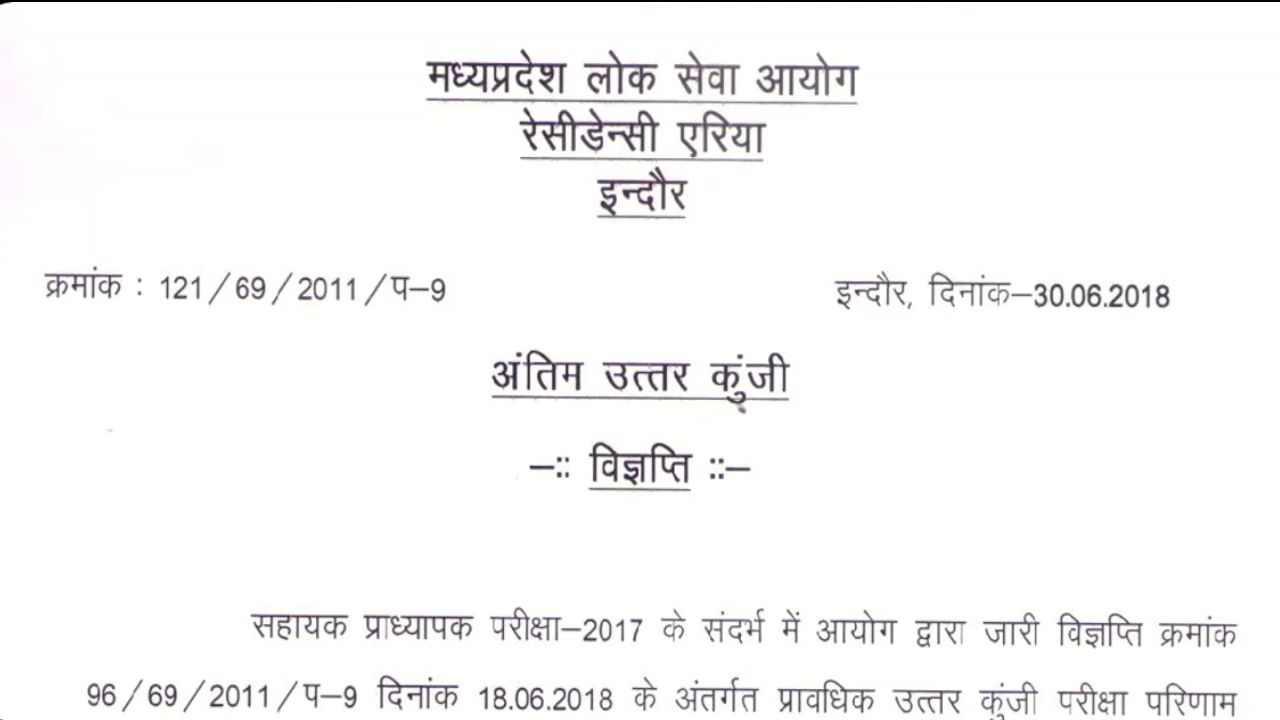 मध्यप्रदेश लोक सेवा आयोग
रेसीडेन्सी एरिया
इन्दौर
क्रमांक : 121/69/2011/प–9 इन्दौर, दिनांक–30.06.2018
अंतिम उत्तर कुंजी
–:: विज्ञप्ति ::–
सहायक प्राध्यापक परीक्षा–2017 के संदर्भ में आयोग द्वारा जारी विज्ञप्ति क्रमांक
96/69/2011/प–9 दिनांक 18.06.2018 के अंतर्गत प्रावधिक उत्तर कुंजी परीक्षा परिणाम